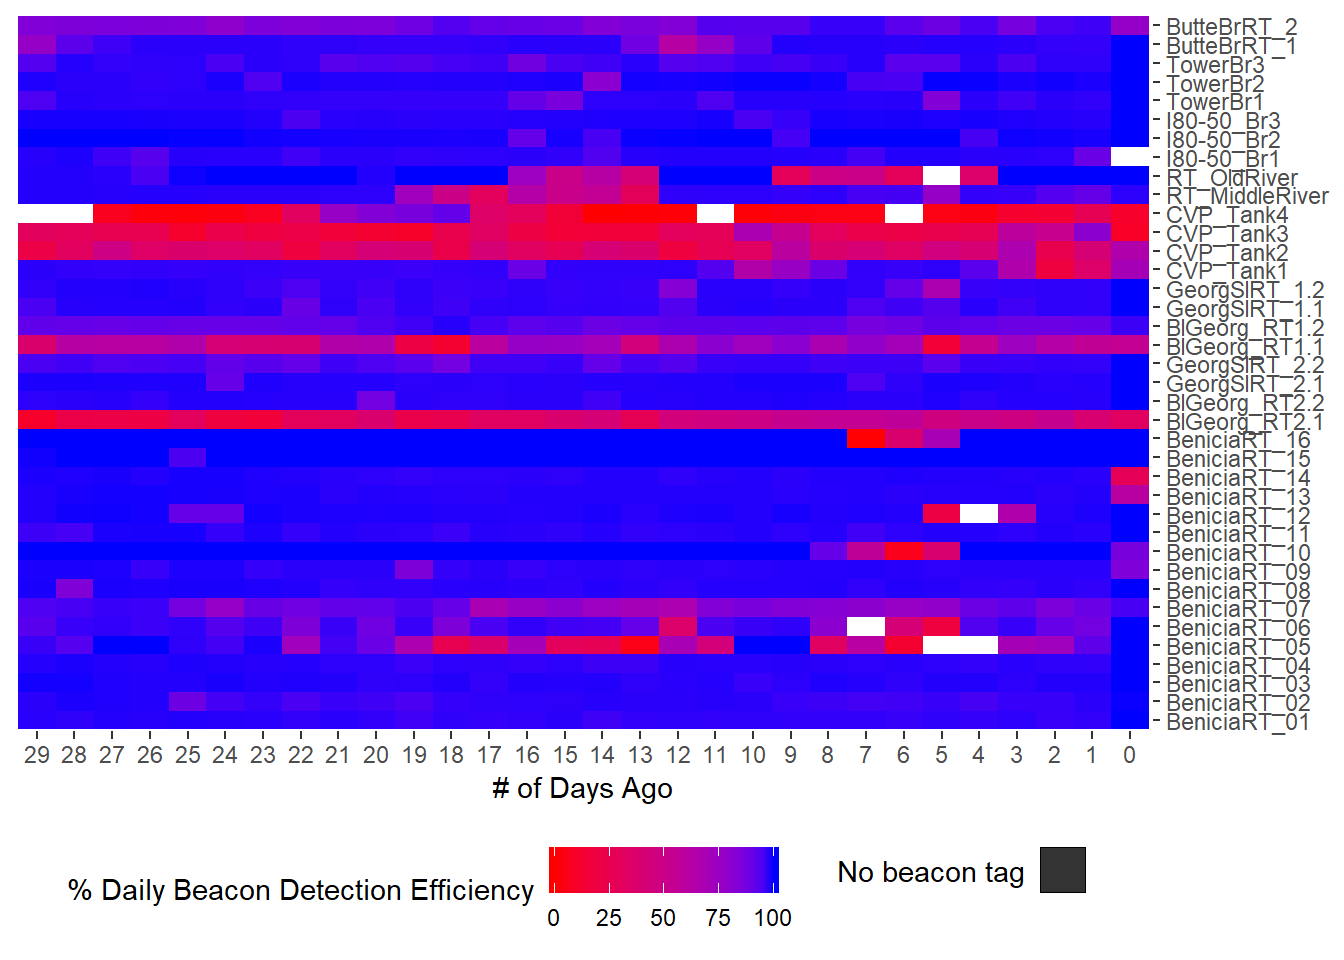 ButteBrRT_2
ButteBrRT_1
TowerBr3
TowerBr2
TowerBr1
I80-50_Br3
I80-50_Br2
I80-50_Br1
RT_OldRiver
RT_MiddleRiver
CVP_Tank4
CVP_Tank3
CVP_Tank2
CVP_Tank1
GeorgSlRT_1.2
GeorgSlRT_1.1
BlGeorg_RT1.2
BlGeorg_RT1.1
GeorgSlRT_2.2
GeorgSlRT_2.1
BlGeorg_RT2.2
BlGeorg_RT2.1
BeniciaRT_16
BeniciaRT_15
BeniciaRT_14
BeniciaRT_13
BeniciaRT_12
BeniciaRT_11
BeniciaRT_10
BeniciaRT_09
BeniciaRT_08
BeniciaRT_07
BeniciaRT_06
BeniciaRT_05
BeniciaRT_04
BeniciaRT_03
BeniciaRT_02
BeniciaRT_01
29 28 27 26 25 24 23 22 21 20 19 18 17 16 15 14 13 12 11 10 9 8 7 6 5 4 3 2 1 0
# of Days Ago
% Daily Beacon Detection Efficiency
0 25 50 75 100
No beacon tag